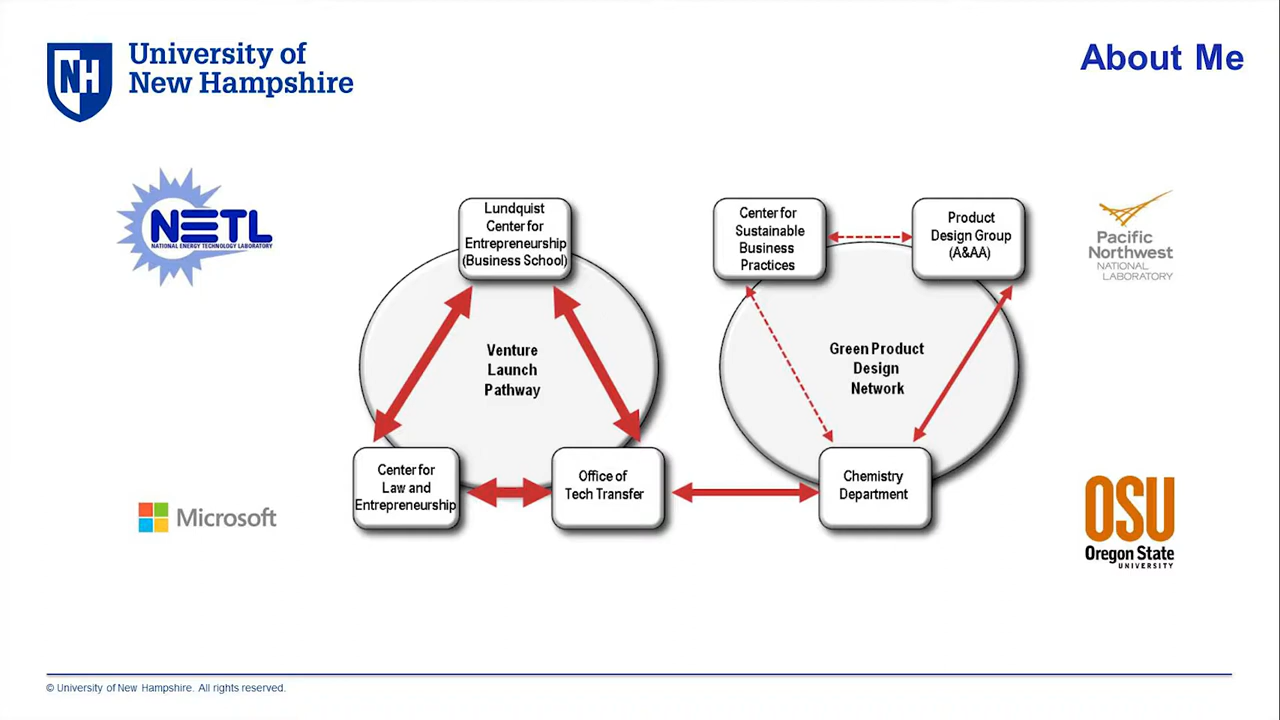 University of
New Hampshire
About Me
NH
NETL
NATIONAL ENERGY TECHNOLOGY LABORATORY
Lundquist
Center for
Entrepreneurship
(Business School)
Center for
Sustainable
Business
Practices
Product
Design Group
(A&AA)
Pacific
Northwest
NATIONAL
LABORATORY
Venture
Launch
Pathway
Green Product
Design
Network
Center for
Law and
Entrepreneurship
Office of
Tech Transfer
Chemistry
Department
Microsoft
OSU
Oregon State
UNIVERSITY
© University of New Hampshire. All rights reserved.